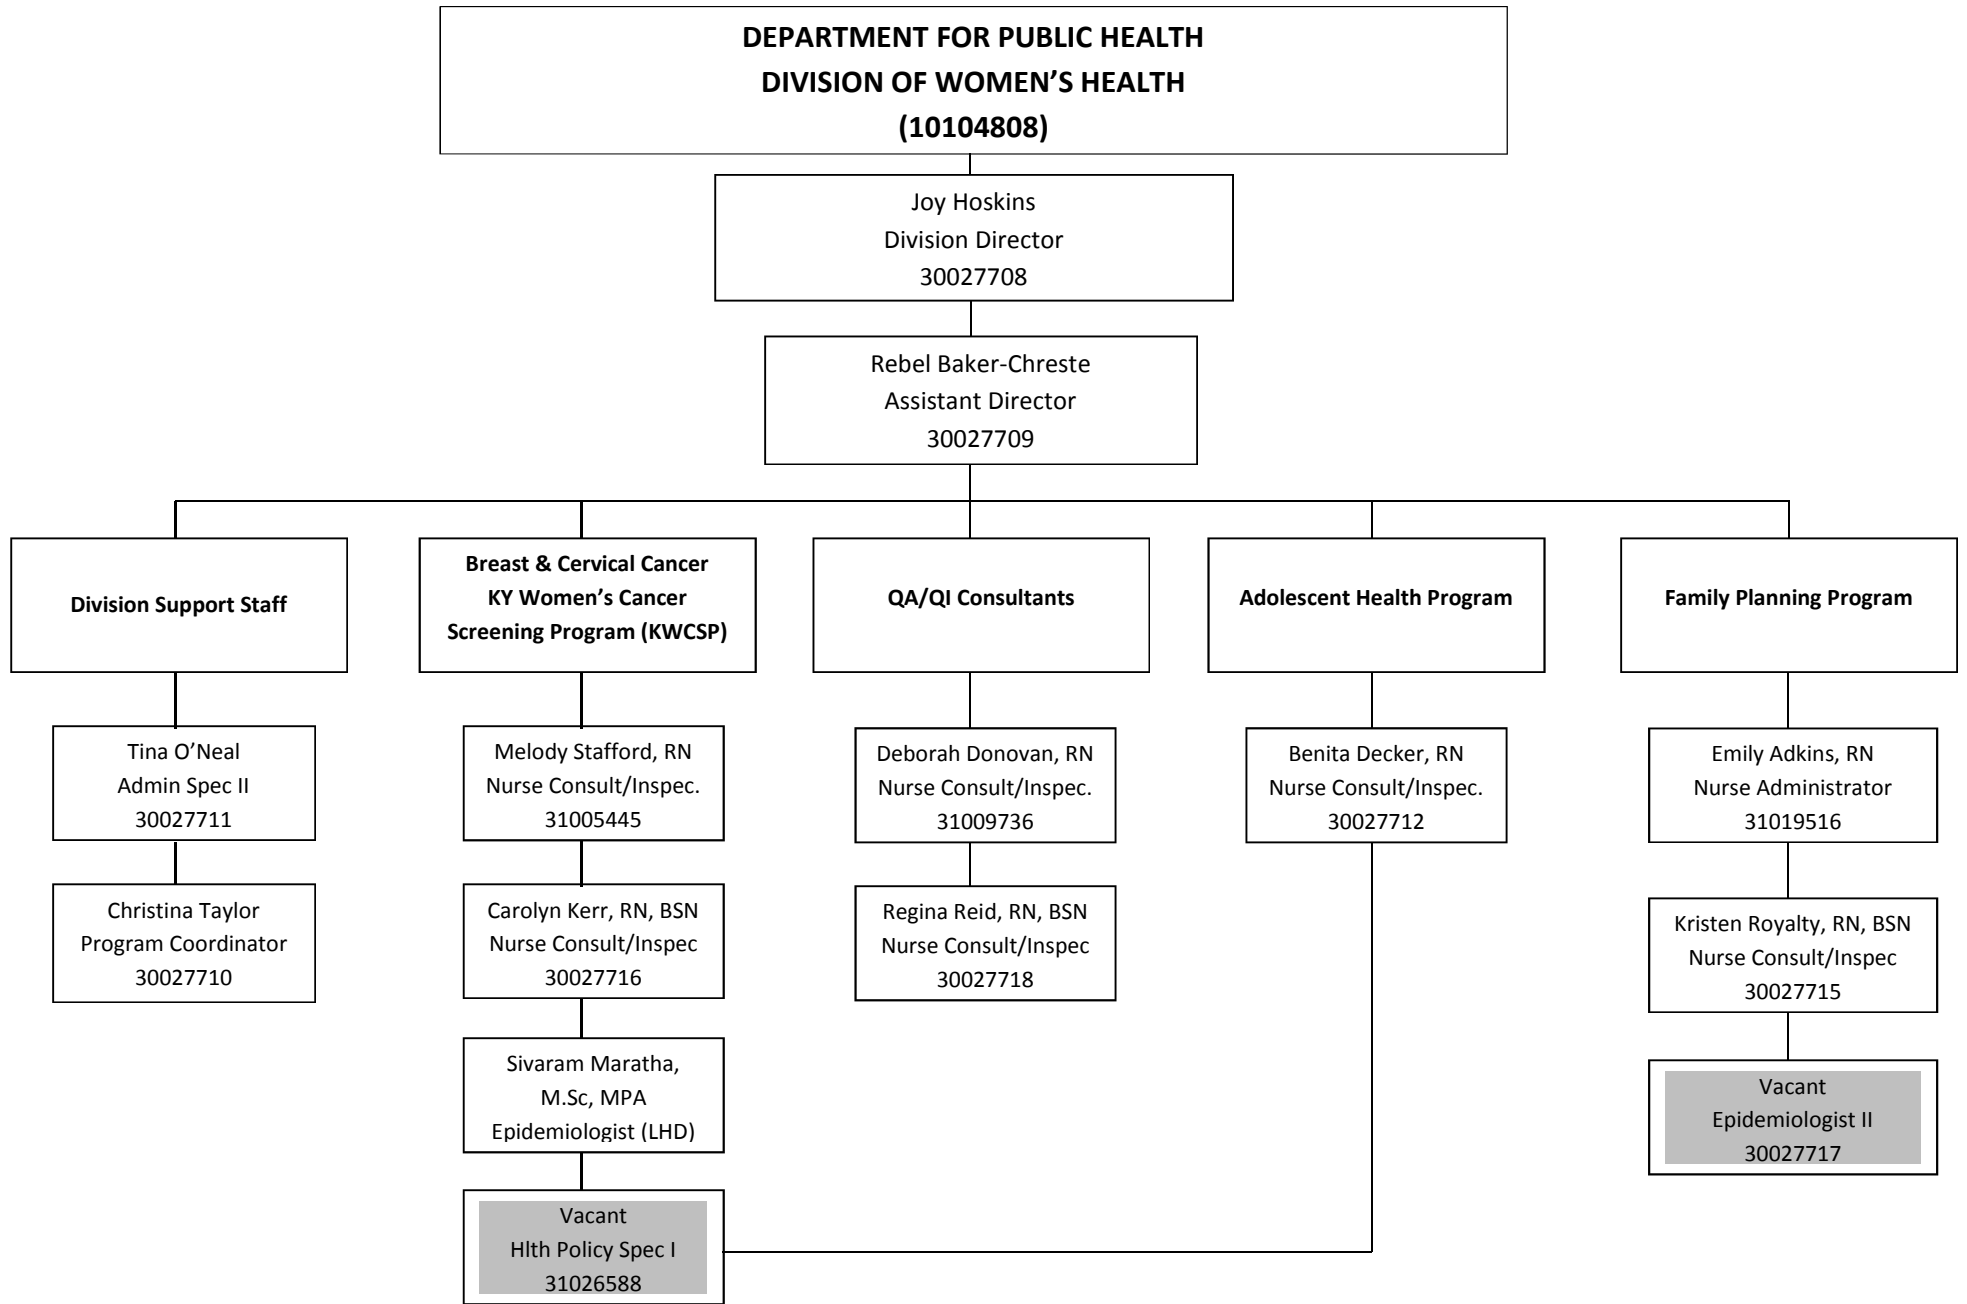 DEPARTMENT FOR PUBLIC HEALTH
DIVISION OF WOMEN’S HEALTH
(10104808)
Joy Hoskins
Division Director
30027708
Rebel Baker-Chreste
Assistant Director
30027709
Division Support Staff
Breast & Cervical Cancer
KY Women’s Cancer
Screening Program (KWCSP)
QA/QI Consultants
Adolescent Health Program
Family Planning Program
Tina O’Neal
Admin Spec II
30027711
Christina Taylor
Program Coordinator
30027710
Melody Stafford, RN
Nurse Consult/Inspec.
31005445
Carolyn Kerr, RN, BSN
Nurse Consult/Inspec
30027716
Sivaram Maratha,
M.Sc, MPA
Epidemiologist (LHD)
Vacant
Hlth Policy Spec I
31026588
Deborah Donovan, RN
Nurse Consult/Inspec.
31009736
Regina Reid, RN, BSN
Nurse Consult/Inspec
30027718
Benita Decker, RN
Nurse Consult/Inspec.
30027712
Emily Adkins, RN
Nurse Administrator
31019516
Kristen Royalty, RN, BSN
Nurse Consult/Inspec
30027715
Vacant
Epidemiologist II
30027717